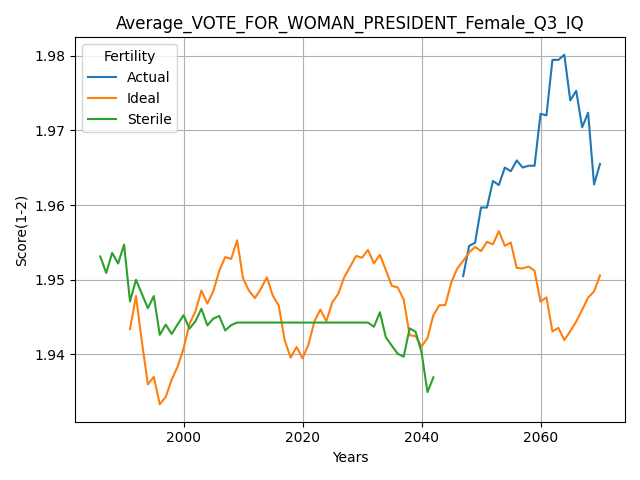 Average_VOTE_FOR_WOMAN_PRESIDENT_Female_Q3_IQ
Fertility
Actual
Ideal
Sterile
Score(1-2)
1.98
1.97
1.96
1.95
1.94
2000 2020 2040 2060
Years